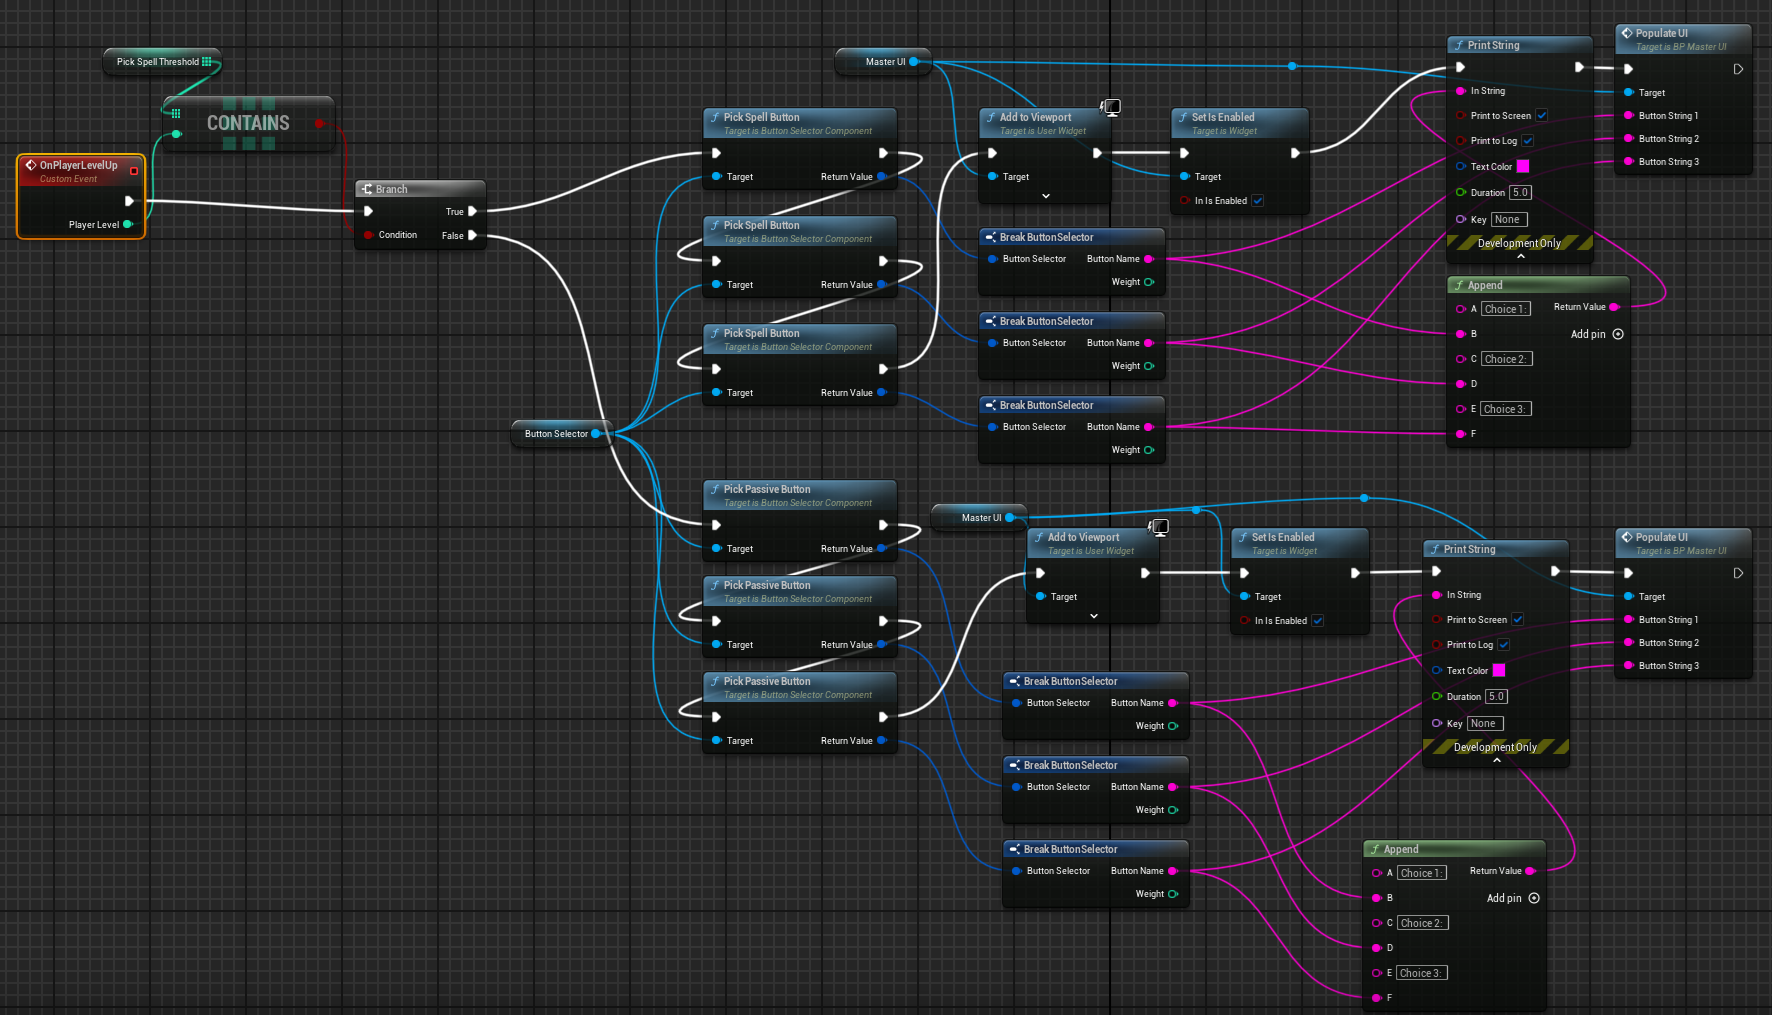 Pick Spell Threshold
CONTAINS
OnPlayerLevelUp
Custom Event
Player Level
Branch
True
Condition
False
Button Selector
Pick Spell Button
Target is Button Selector Component
Target
Return Value
Pick Spell Button
Target is Button Selector Component
Target
Return Value
Pick Spell Button
Target is Button Selector Component
Target
Return Value
Master UI
Add to Viewport
Target is User Widget
Target
Set Is Enabled
Target is Widget
Target
In Is Enabled
Break ButtonSelector
Button Selector
Button Name
Weight
Break ButtonSelector
Button Selector
Button Name
Weight
Break ButtonSelector
Button Selector
Button Name
Weight
Print String
In String
Print to Screen
Print to Log
Text Color
Duration 5.0
Key None
Development Only
Populate UI
Target is BP Master UI
Target
Button String 1
Button String 2
Button String 3
Append
A Choice 1:
Return Value
B
Add pin
C Choice 2:
D
E Choice 3:
F
Pick Passive Button
Target is Button Selector Component
Target
Return Value
Pick Passive Button
Target is Button Selector Component
Target
Return Value
Pick Passive Button
Target is Button Selector Component
Target
Return Value
Master UI
Add to Viewport
Target is User Widget
Target
Set Is Enabled
Target is Widget
Target
In Is Enabled
Break ButtonSelector
Button Selector
Button Name
Weight
Break ButtonSelector
Button Selector
Button Name
Weight
Break ButtonSelector
Button Selector
Button Name
Weight
Print String
In String
Print to Screen
Print to Log
Text Color
Duration 5.0
Key None
Development Only
Populate UI
Target is BP Master UI
Target
Button String 1
Button String 2
Button String 3
Append
A Choice 1:
Return Value
B
Add pin
C Choice 2:
D
E Choice 3:
F